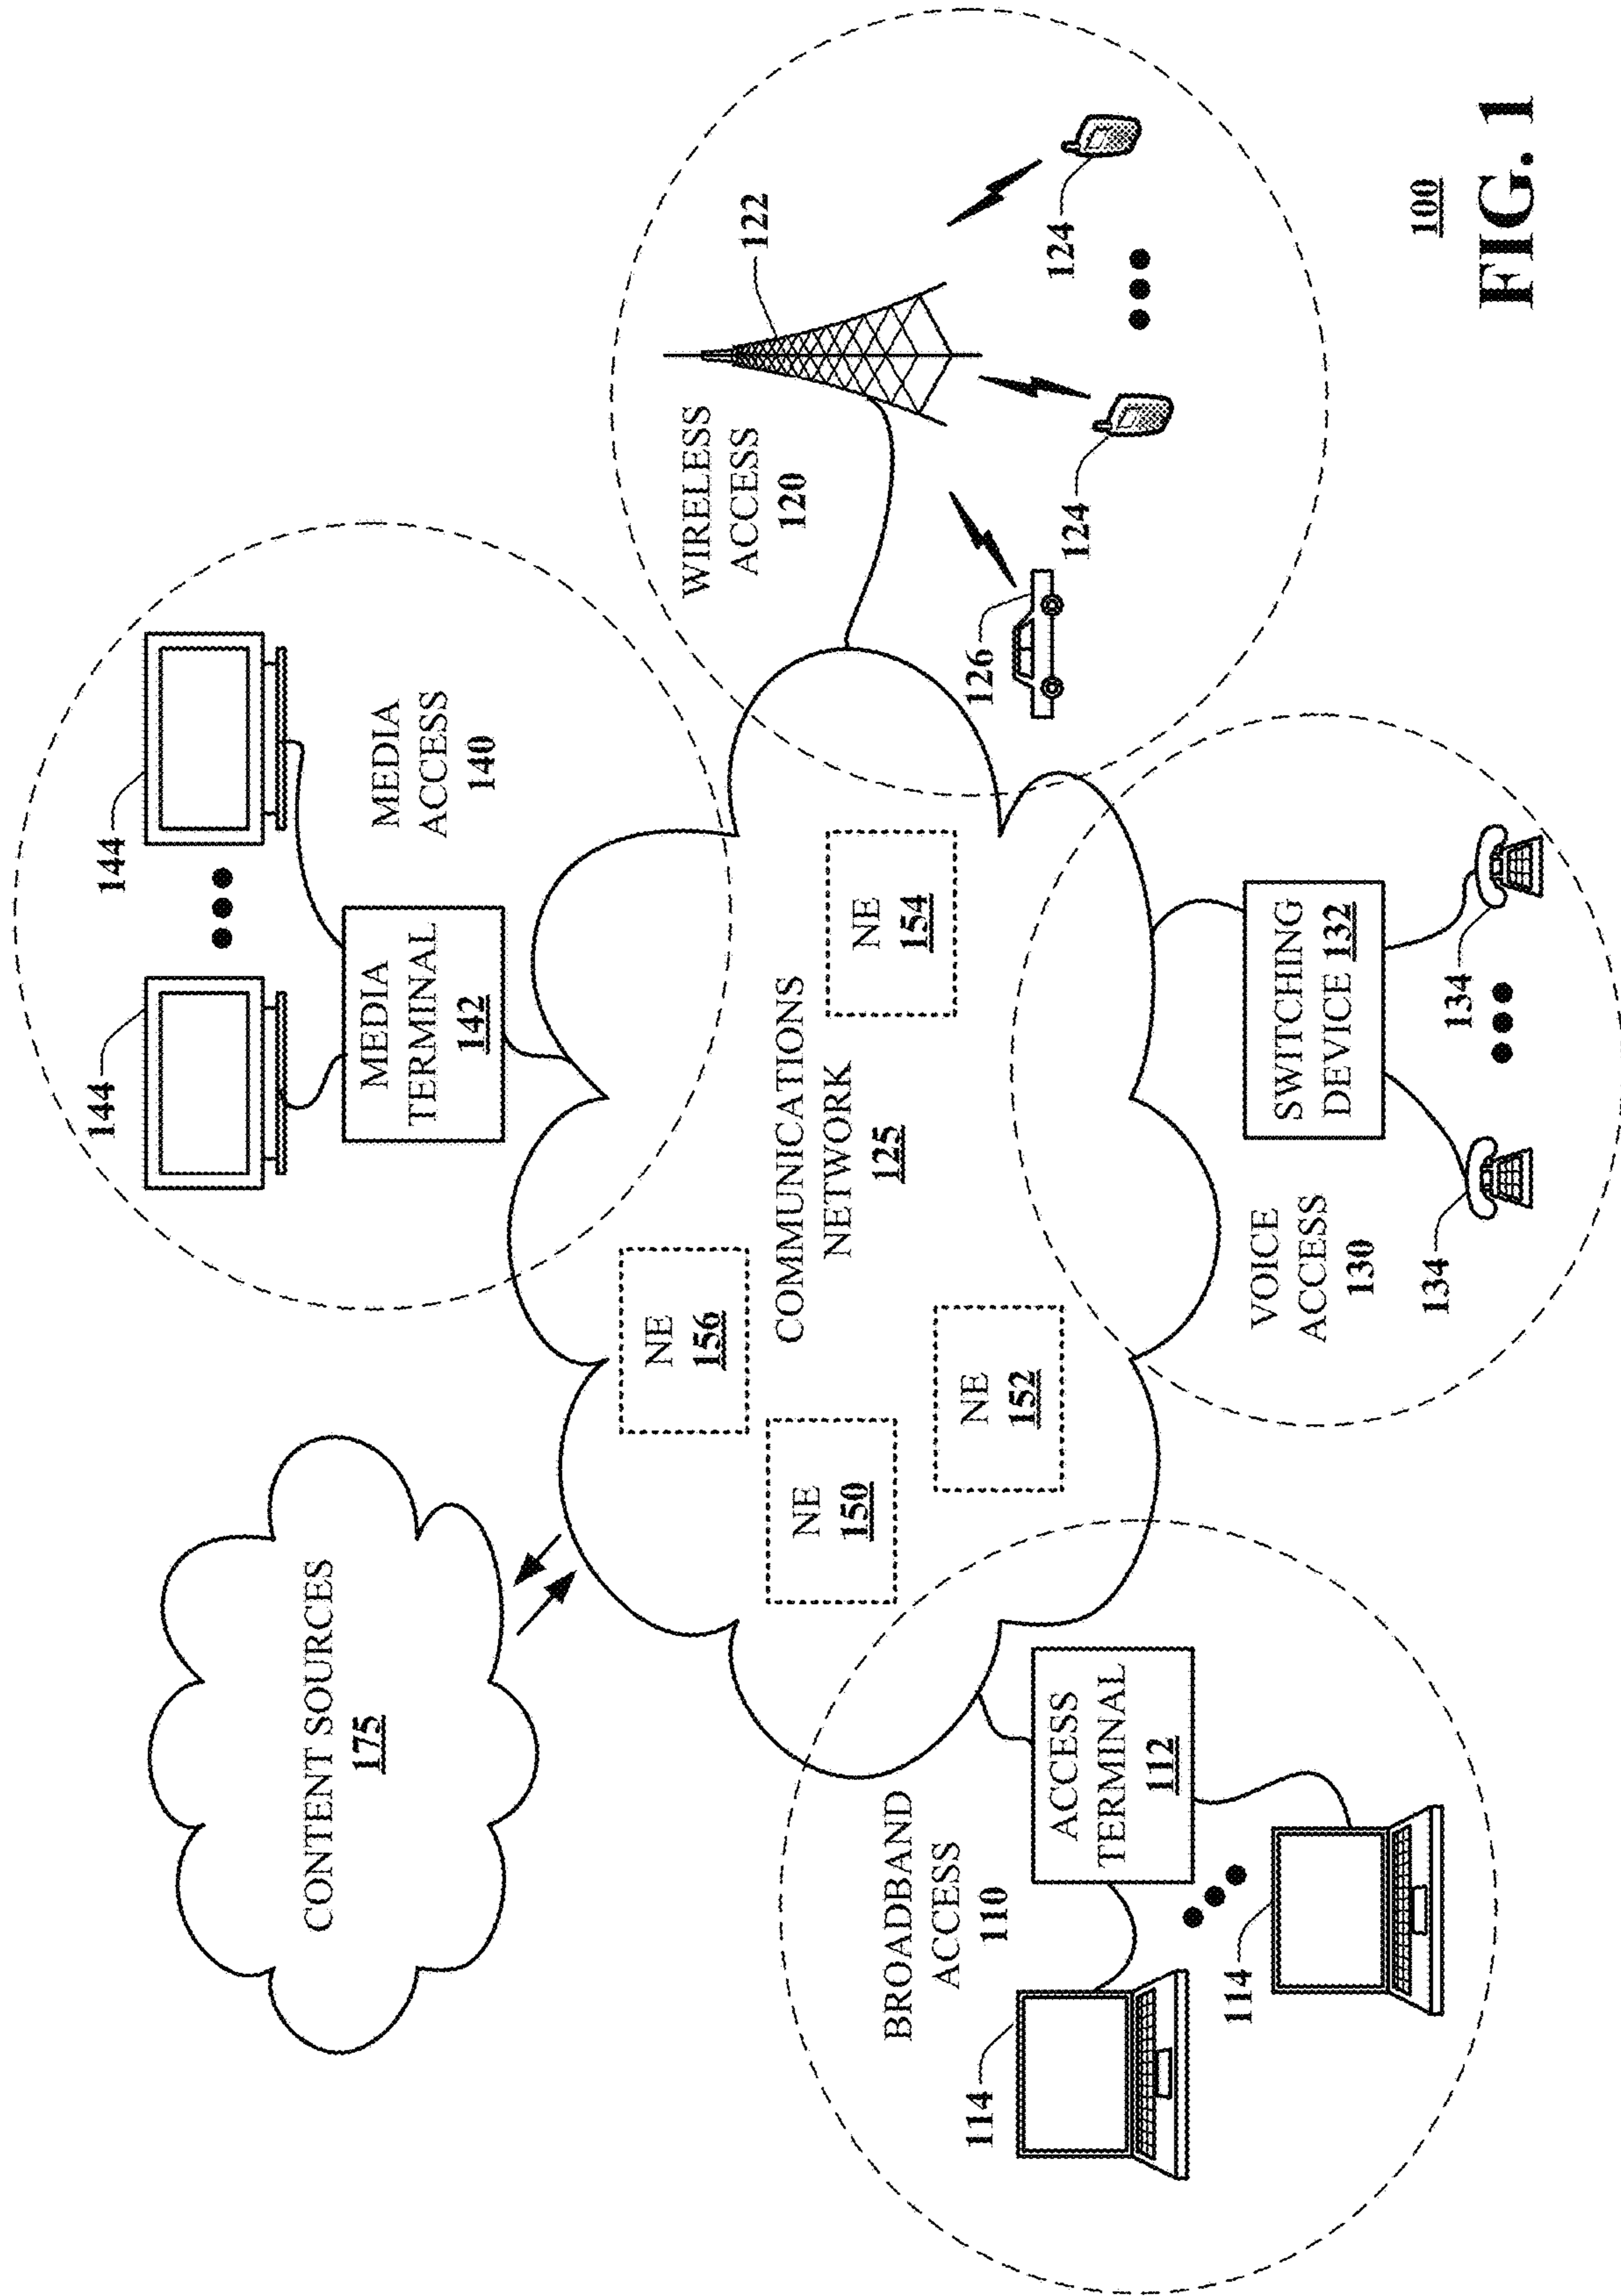 CONTENT SOURCES
175
144
144
MEDIA
TERMINAL
142
MEDIA
ACCESS
140
WIRELESS
ACCESS
120
122
124
124
126
NE
156
NE
150
NE
152
COMMUNICATIONS
NETWORK
125
NE
154
BROADBAND
ACCESS
110
ACCESS
TERMINAL
112
114
114
VOICE
ACCESS
130
SWITCHING
DEVICE 132
134
134
100
FIG. 1